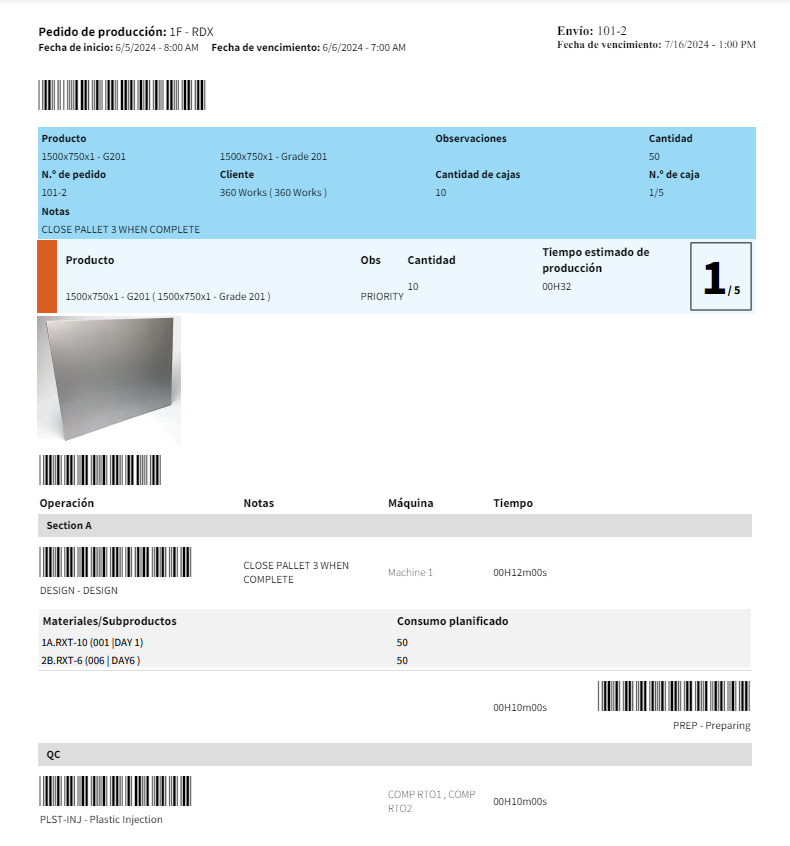 Pedido de producción: 1F - RDX
Fecha de inicio: 6/5/2024 - 8:00 AM Fecha de vencimiento: 6/6/2024 - 7:00 AM
Envío: 101-2
Fecha de vencimiento: 7/16/2024 - 1:00 PM
Producto Observaciones Cantidad
1500x750x1 - G201 1500x750x1 - Grade 201 50
N.º de pedido Cliente Cantidad de cajas N.º de caja
101-2 360 Works ( 360 Works ) 10 1/5
Notas
CLOSE PALLET 3 WHEN COMPLETE
Producto Obs Cantidad Tiempo estimado de producción
1500x750x1 - G201 ( 1500x750x1 - Grade 201 ) PRIORITY 10 00H32
1 / 5
Operación Notas Máquina Tiempo
Section A
CLOSE PALLET 3 WHEN
COMPLETE
Machine 1 00H12m00s
DESIGN - DESIGN
Materiales/Subproductos Consumo planificado
1A.RXT-10 (001 |DAY 1) 50
2B.RXT-6 (006 | DAY6 ) 50
00H10m00s
PREP - Preparing
QC
COMP RTO1 , COMP
RTO2
00H10m00s
PLST-INJ - Plastic Injection